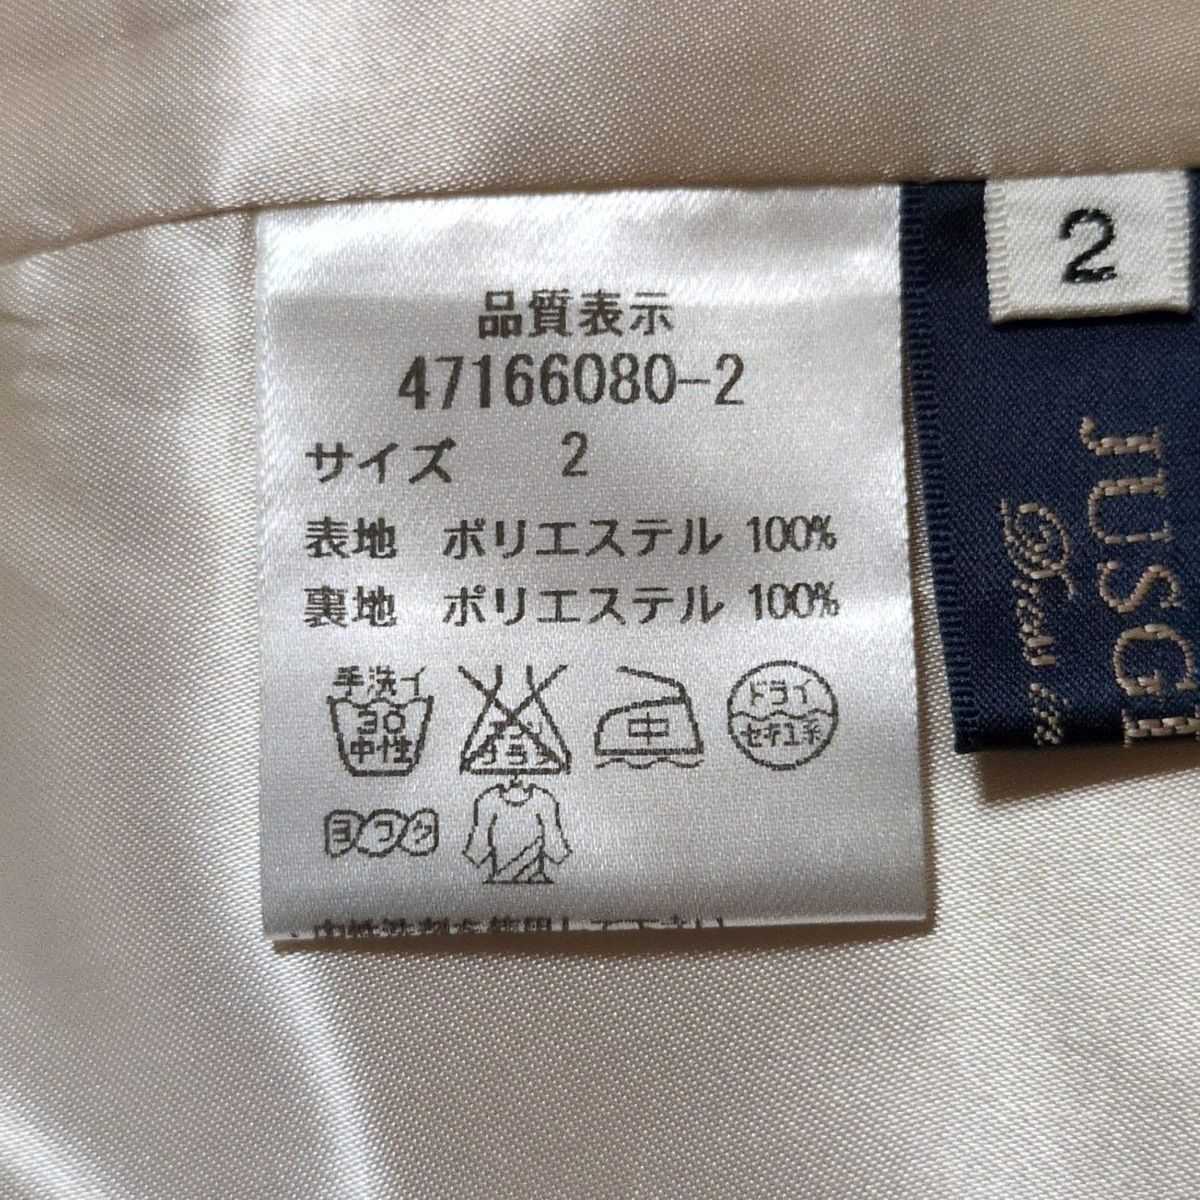 品質表示
47166080-2
サイズ 2
表地 ポリエステル 100%
裏地 ポリエステル 100%
手洗イ
30
中性
中
ドライ
セキユ系
ヨワク
2
JUSGL